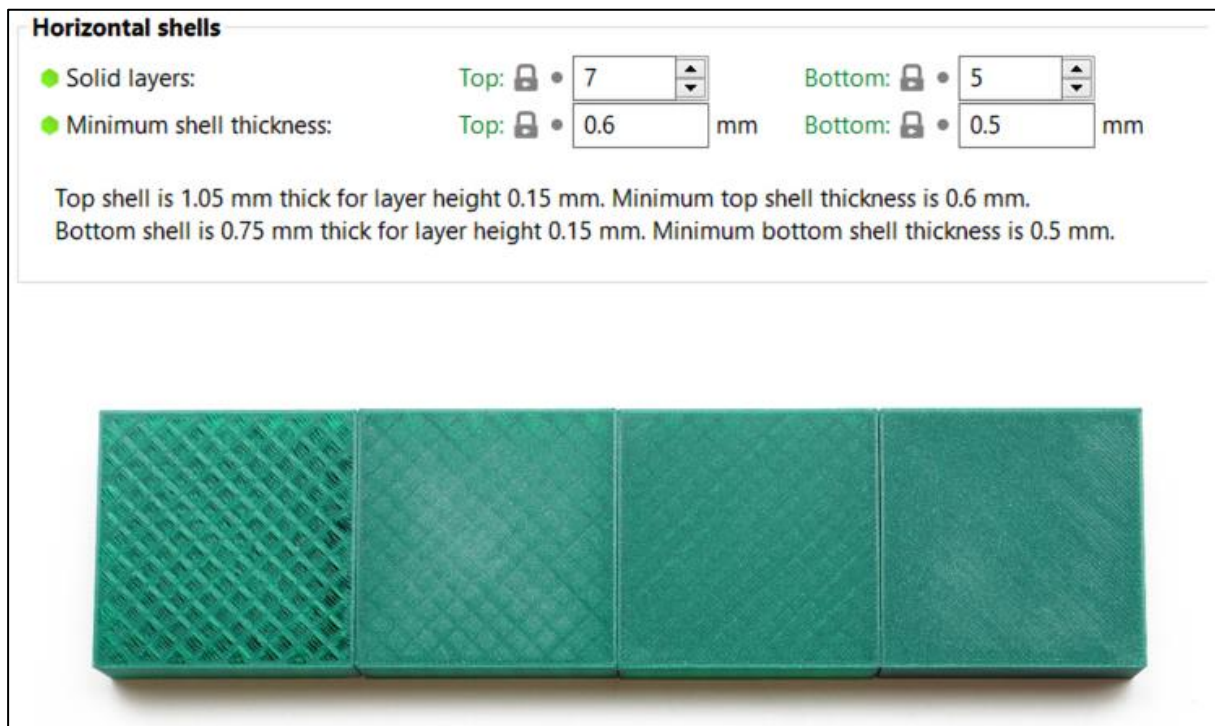 Horizontal shells
Solid layers: Top: 7 Bottom: 5
Minimum shell thickness: Top: 0.6 mm Bottom: 0.5 mm
Top shell is 1.05 mm thick for layer height 0.15 mm. Minimum top shell thickness is 0.6 mm.
Bottom shell is 0.75 mm thick for layer height 0.15 mm. Minimum bottom shell thickness is 0.5 mm.